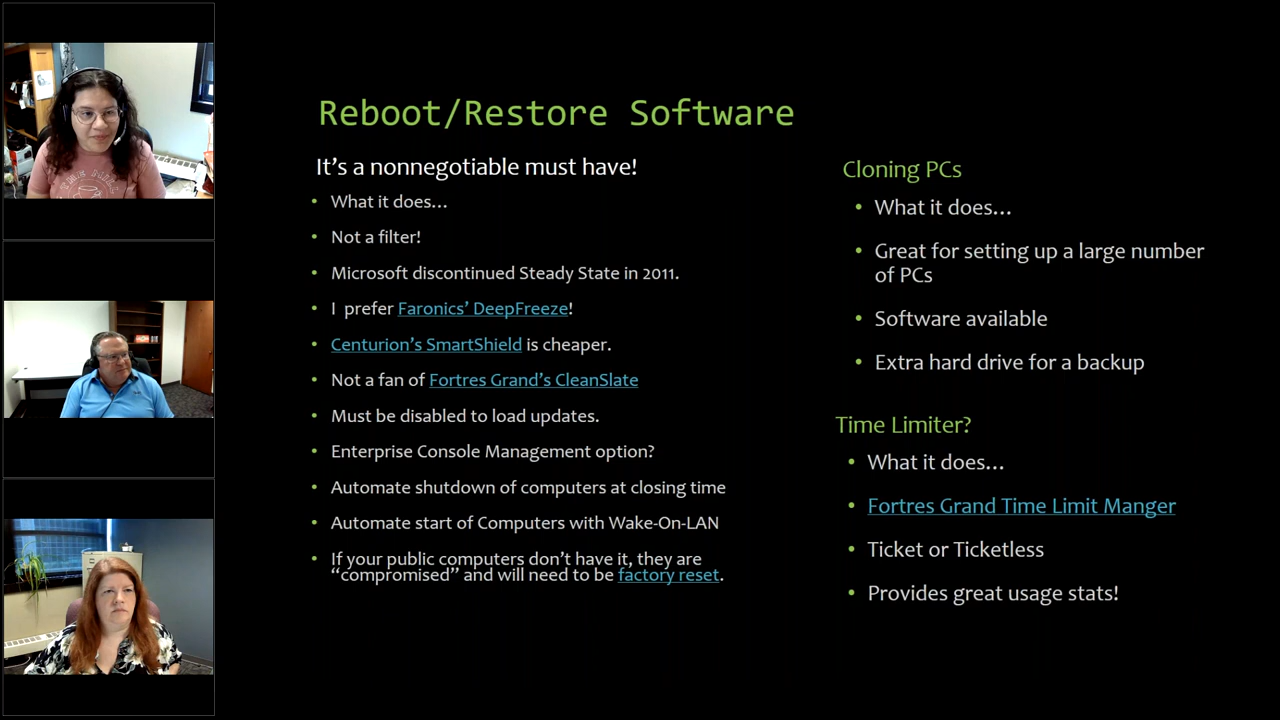 Reboot/Restore Software
It's a nonnegotiable must have!
• What it does...
• Not a filter!
• Microsoft discontinued Steady State in 2011.
• I prefer Faronics' DeepFreeze!
• Centurion's SmartShield is cheaper.
• Not a fan of Fortres Grand's CleanSlate
• Must be disabled to load updates.
• Enterprise Console Management option?
• Automate shutdown of computers at closing time
• Automate start of Computers with Wake-On-LAN
• If your public computers don't have it, they are
“compromised” and will need to be factory reset.
Cloning PCs
• What it does...
• Great for setting up a large number
of PCs
• Software available
• Extra hard drive for a backup
Time Limiter?
• What it does...
• Fortres Grand Time Limit Manger
• Ticket or Ticketless
• Provides great usage stats!